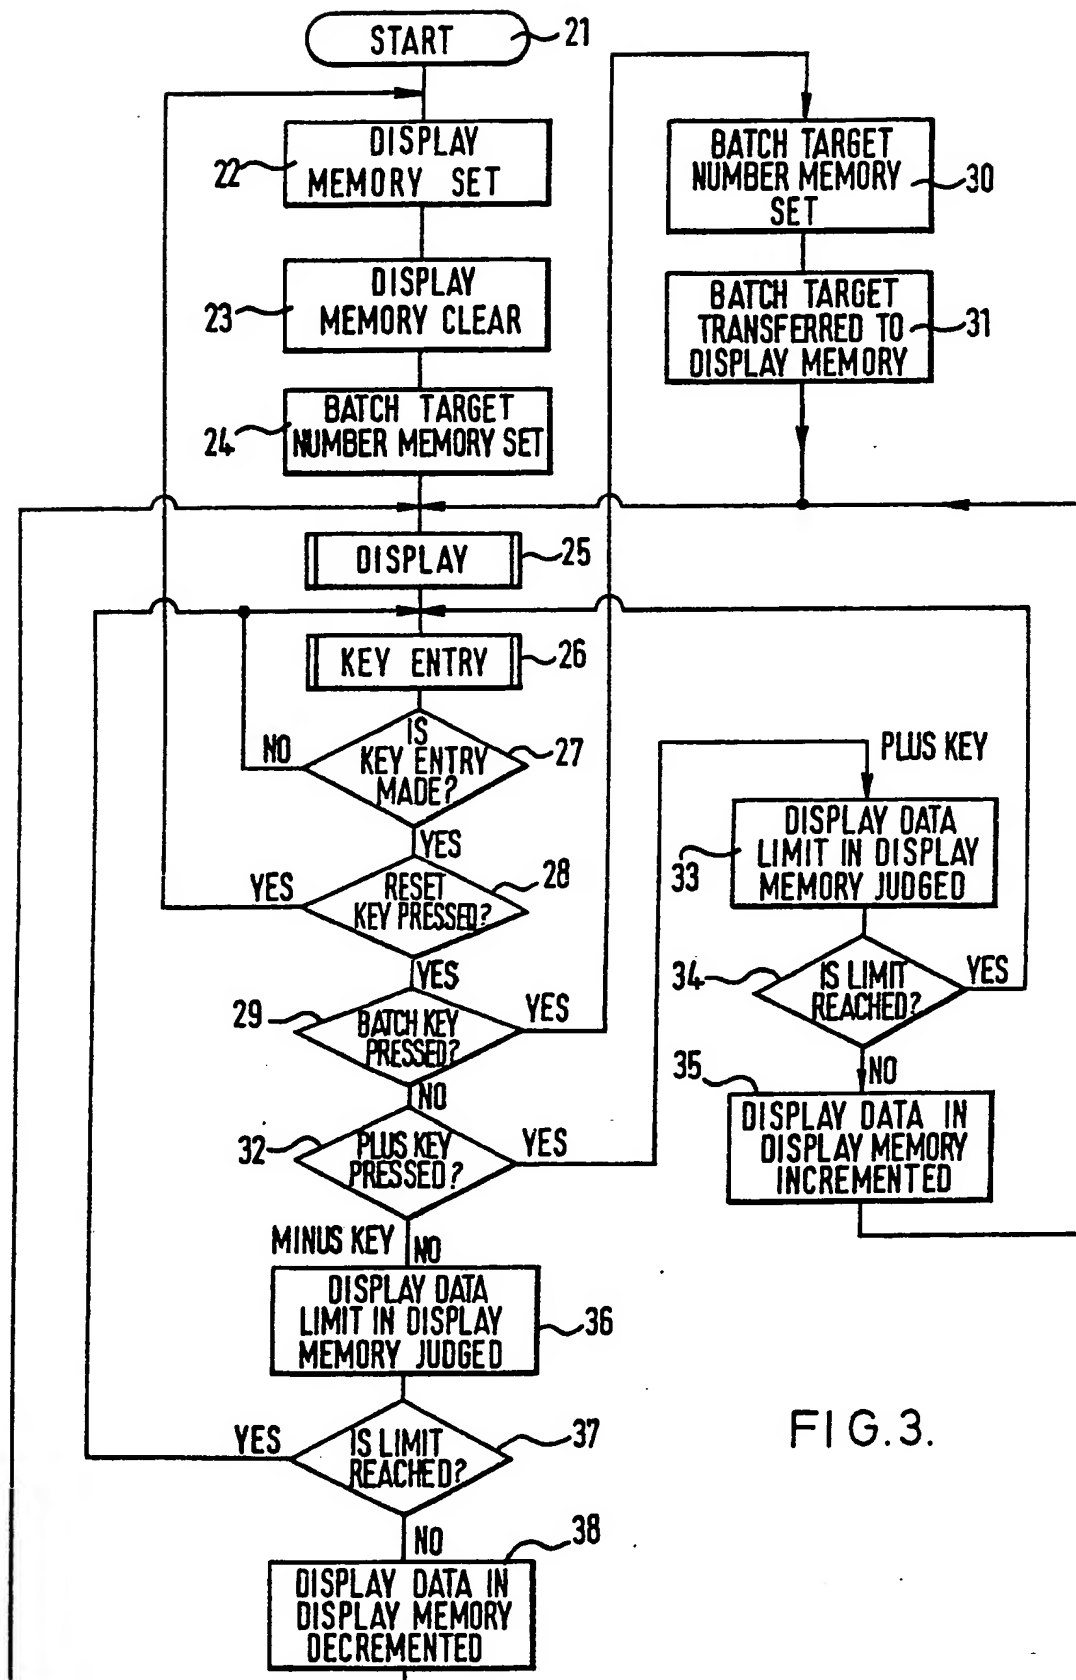 START
21
DISPLAY
MEMORY SET
22
DISPLAY
MEMORY CLEAR
23
BATCH TARGET
NUMBER MEMORY SET
24
DISPLAY
25
KEY ENTRY
26
IS
KEY ENTRY
MADE?
27
NO
YES
RESET
KEY PRESSED?
28
YES
YES
BATCH KEY
PRESSED?
29
YES
NO
BATCH TARGET
NUMBER MEMORY
SET
30
BATCH TARGET
TRANSFERRED TO
DISPLAY MEMORY
31
PLUS KEY
PRESSED?
32
YES
PLUS KEY
DISPLAY DATA
LIMIT IN DISPLAY
MEMORY JUDGED
33
IS LIMIT
REACHED?
34
YES
NO
35
DISPLAY DATA IN
DISPLAY MEMORY
INCREMENTED
MINUS KEY
NO
DISPLAY DATA
LIMIT IN DISPLAY
MEMORY JUDGED
36
IS LIMIT
REACHED?
37
YES
NO
38
DISPLAY DATA IN
DISPLAY MEMORY
DECREMENTED
FIG.3.